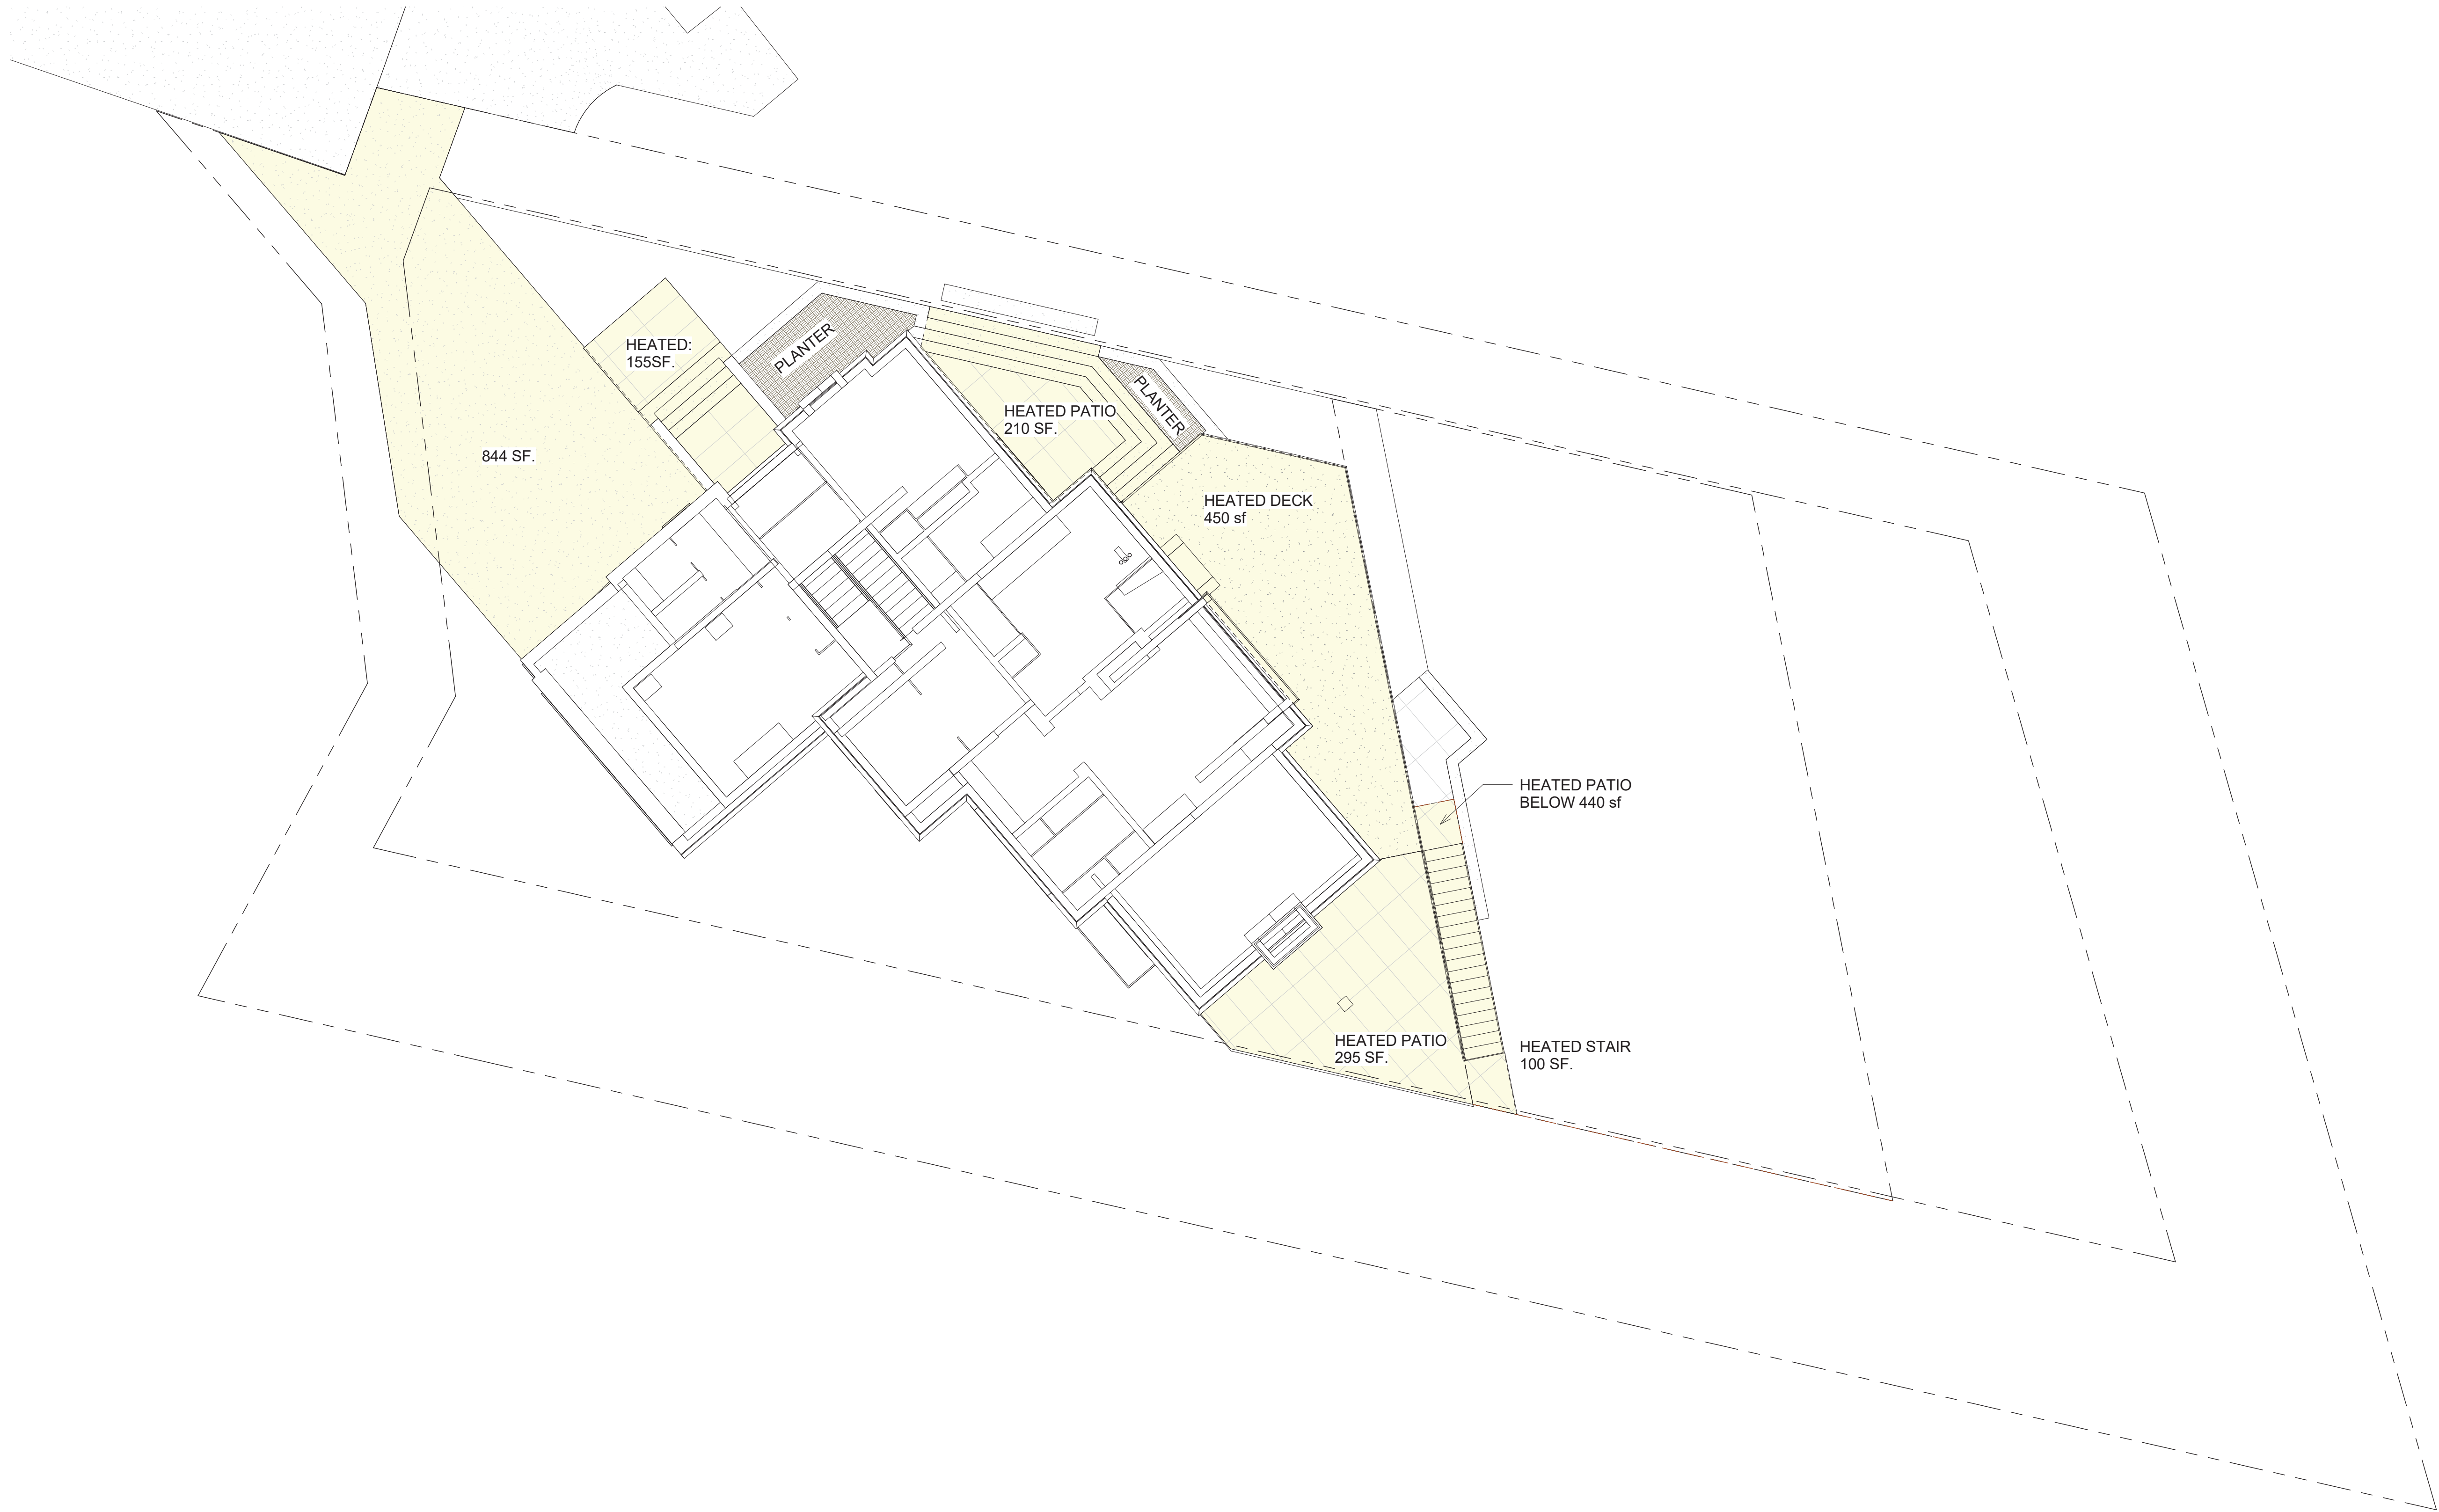 HEATED:
155SF.
PLANTER
HEATED PATIO
210 SF.
PLANTER
844 SF.
HEATED DECK
450 sf
HEATED PATIO
BELOW 440 sf
HEATED PATIO
295 SF.
HEATED STAIR
100 SF.